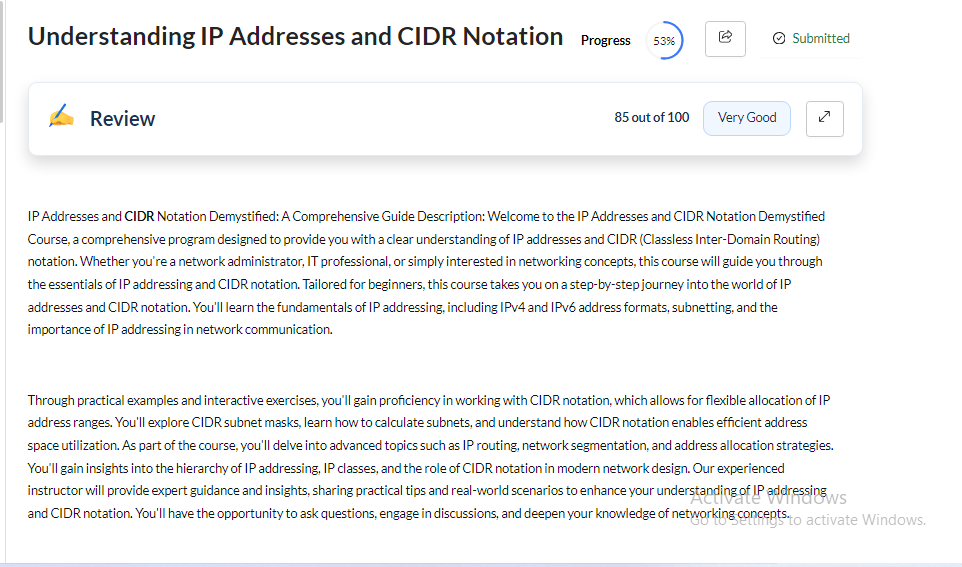 Understanding IP Addresses and CIDR Notation Progress 53% Submitted
Review 85 out of 100 Very Good
IP Addresses and CIDR Notation Demystified: A Comprehensive Guide Description: Welcome to the IP Addresses and CIDR Notation Demystified
Course, a comprehensive program designed to provide you with a clear understanding of IP addresses and CIDR (Classless Inter-Domain Routing)
notation. Whether you're a network administrator, IT professional, or simply interested in networking concepts, this course will guide you through
the essentials of IP addressing and CIDR notation. Tailored for beginners, this course takes you on a step-by-step journey into the world of IP
addresses and CIDR notation. You'll learn the fundamentals of IP addressing, including IPv4 and IPv6 address formats, subnetting, and the
importance of IP addressing in network communication.
Through practical examples and interactive exercises, you'll gain proficiency in working with CIDR notation, which allows for flexible allocation of IP
address ranges. You'll explore CIDR subnet masks, learn how to calculate subnets, and understand how CIDR notation enables efficient address
space utilization. As part of the course, you'll delve into advanced topics such as IP routing, network segmentation, and address allocation strategies.
You'll gain insights into the hierarchy of IP addressing, IP classes, and the role of CIDR notation in modern network design. Our experienced
instructor will provide expert guidance and insights, sharing practical tips and real-world scenarios to enhance your understanding of IP addressing
and CIDR notation. You'll have the opportunity to ask questions, engage in discussions, and deepen your knowledge of networking concepts.
Activate Windows
Go to Settings to activate Windows.